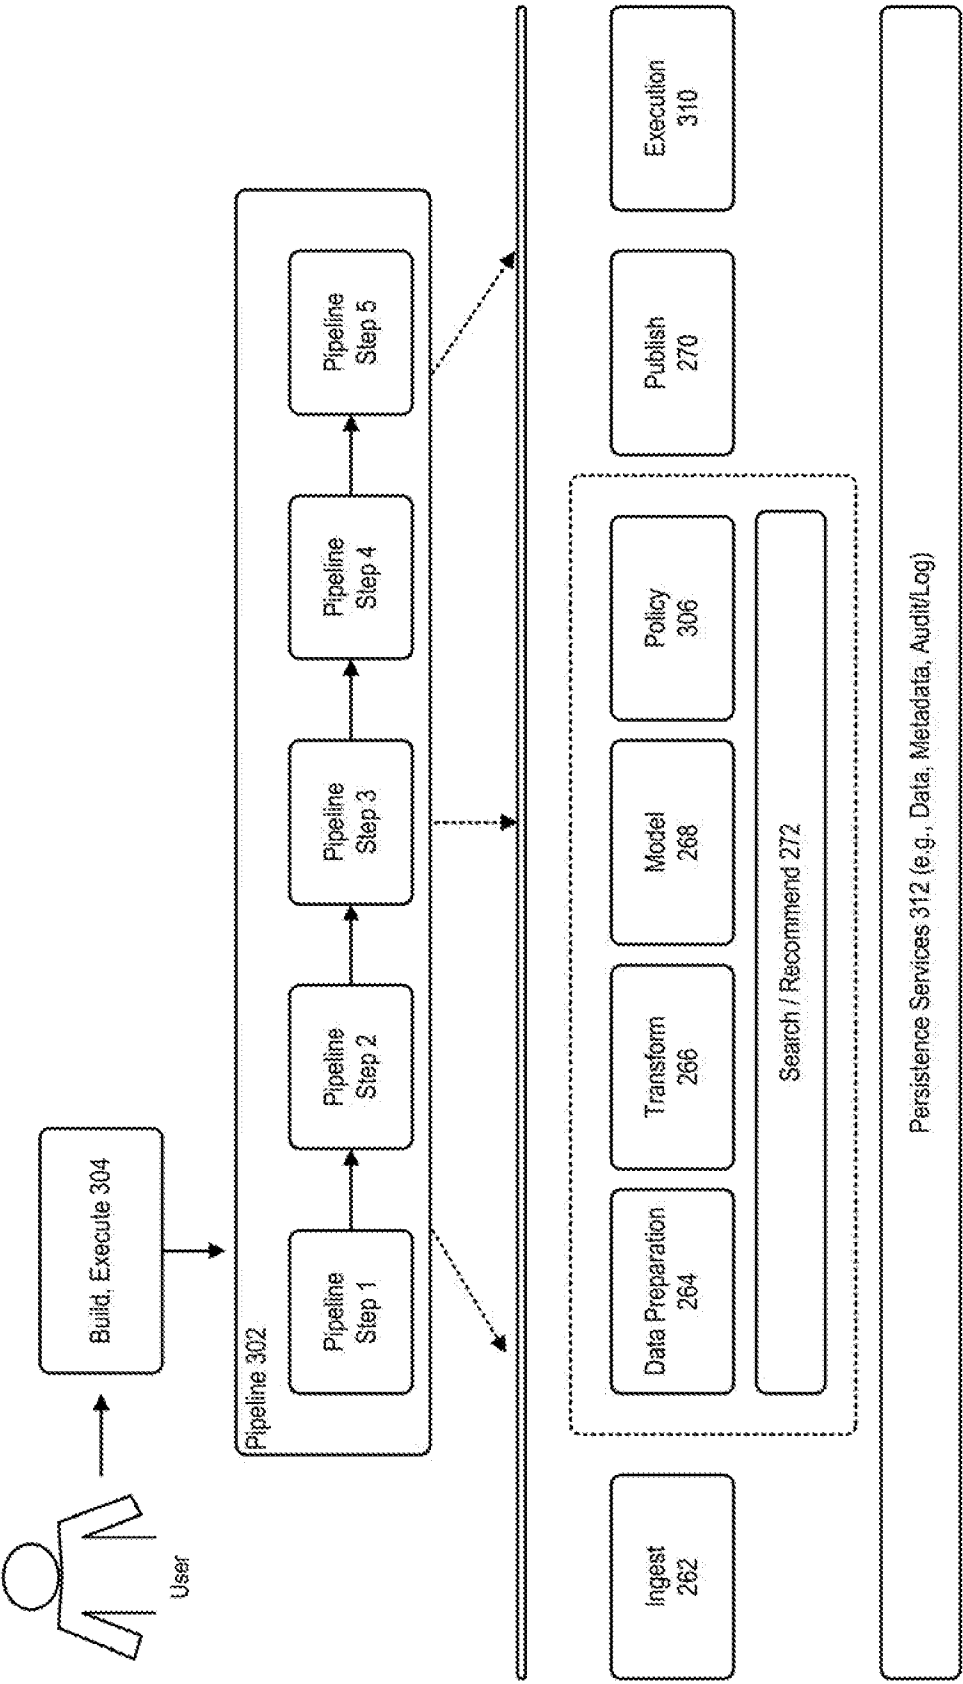 User
Build, Execute 304
Pipeline 302
Pipeline
Step 1
Pipeline
Step 2
Pipeline
Step 3
Pipeline
Step 4
Pipeline
Step 5
Ingest
262
Data Preparation
264
Transform
266
Model
268
Policy
306
Search / Recommend 272
Publish
270
Execution
310
Persistence Services 312 (e.g., Data, Metadata, Audit/Log)